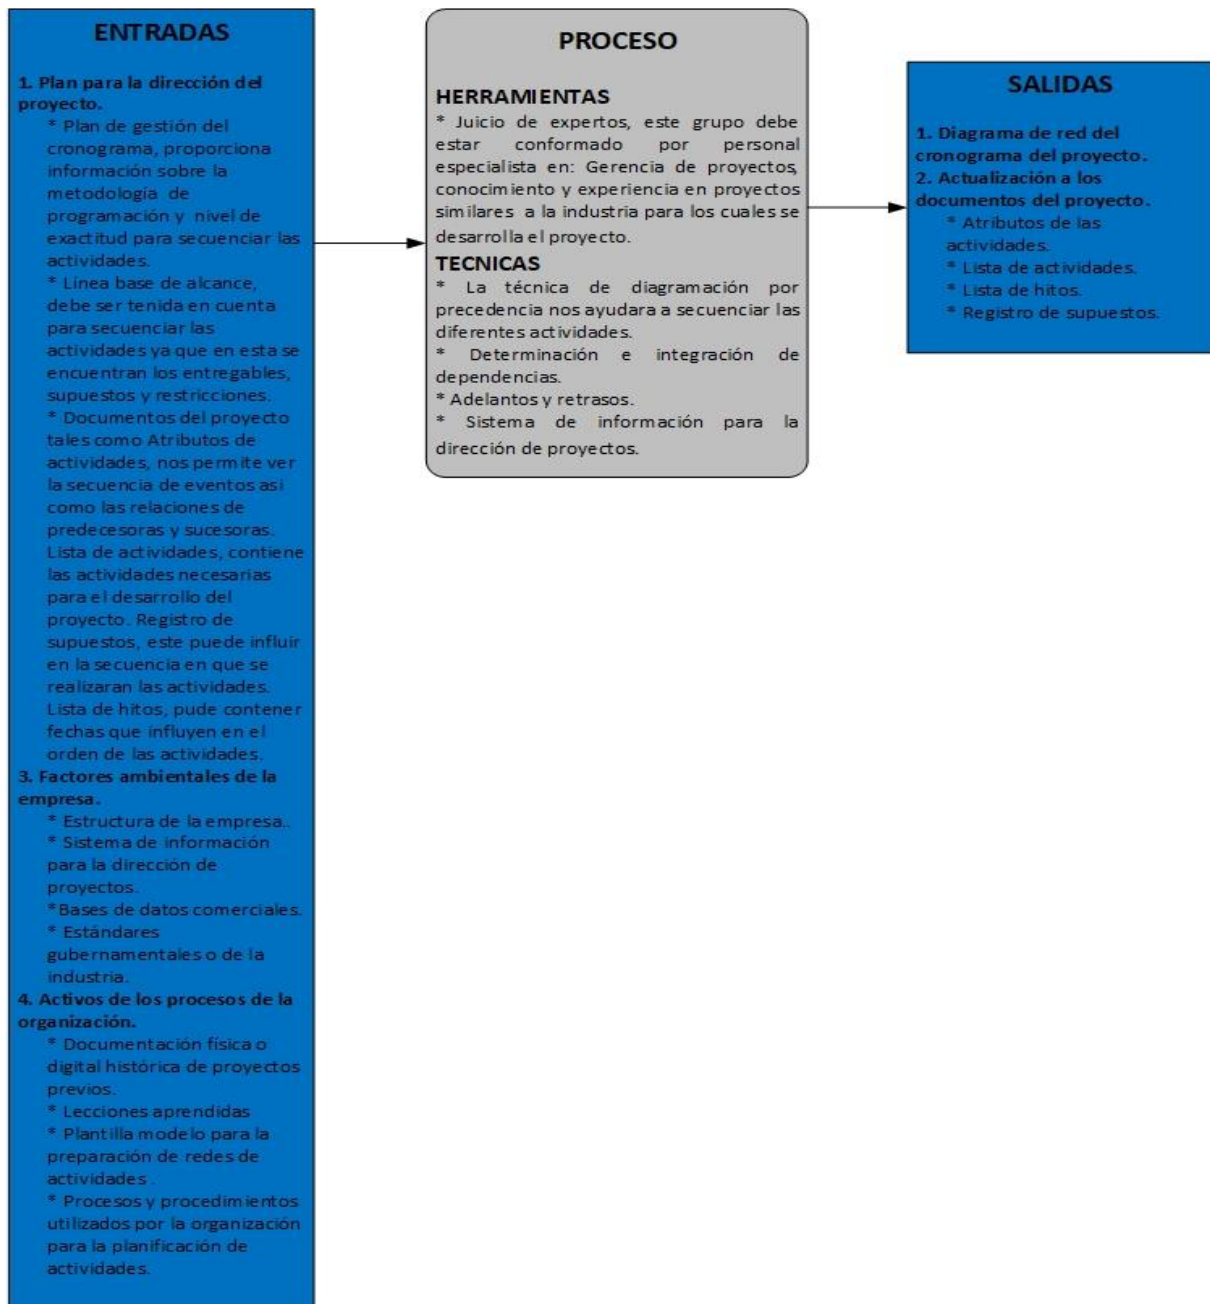 ENTRADAS
1. Plan para la dirección del
proyecto.
* Plan de gestión del
cronograma, proporciona
información sobre la
metodología de
programación y nivel de
exactitud para secuenciar las
actividades.
* Línea base de alcance,
debe ser tenida en cuenta
para secuenciar las
actividades ya que en esta se
encuentran los entregables,
supuestos y restricciones.
* Documentos del proyecto
tales como Atributos de
actividades, nos permite ver
la secuencia de eventos asi
como las relaciones de
predecesoras y sucesoras.
Lista de actividades, contiene
las actividades necesarias
para el desarrollo del
proyecto. Registro de
supuestos, este puede influir
en la secuencia en que se
realizaran las actividades.
Lista de hitos, pude contener
fechas que influyen en el
orden de las actividades.
3. Factores ambientales de la
empresa.
* Estructura de la empresa..
* Sistema de información
para la dirección de
proyectos.
*Bases de datos comerciales.
* Estándares
gubernamentales o de la
industria.
4. Activos de los procesos de la
organización.
* Documentación física o
digital histórica de proyectos
previos.
* Lecciones aprendidas
* Plantilla modelo para la
preparación de redes de
actividades .
* Procesos y procedimientos
utilizados por la organización
para la planificación de
actividades.
PROCESO
HERRAMIENTAS
* Juicio de expertos, este grupo debe
estar conformado por personal
especialista en: Gerencia de proyectos,
conocimiento y experiencia en proyectos
similares a la industria para los cuales se
desarrolla el proyecto.
TECNICAS
* La técnica de diagramación por
precedencia nos ayudara a secuenciar las
diferentes actividades.
* Determinación e integración de
dependencias.
* Adelantos y retrasos.
* Sistema de información para la
dirección de proyectos.
SALIDAS
1. Diagrama de red del
cronograma del proyecto.
2. Actualización a los
documentos del proyecto.
* Atributos de las
actividades.
* Lista de actividades.
* Lista de hitos.
* Registro de supuestos.